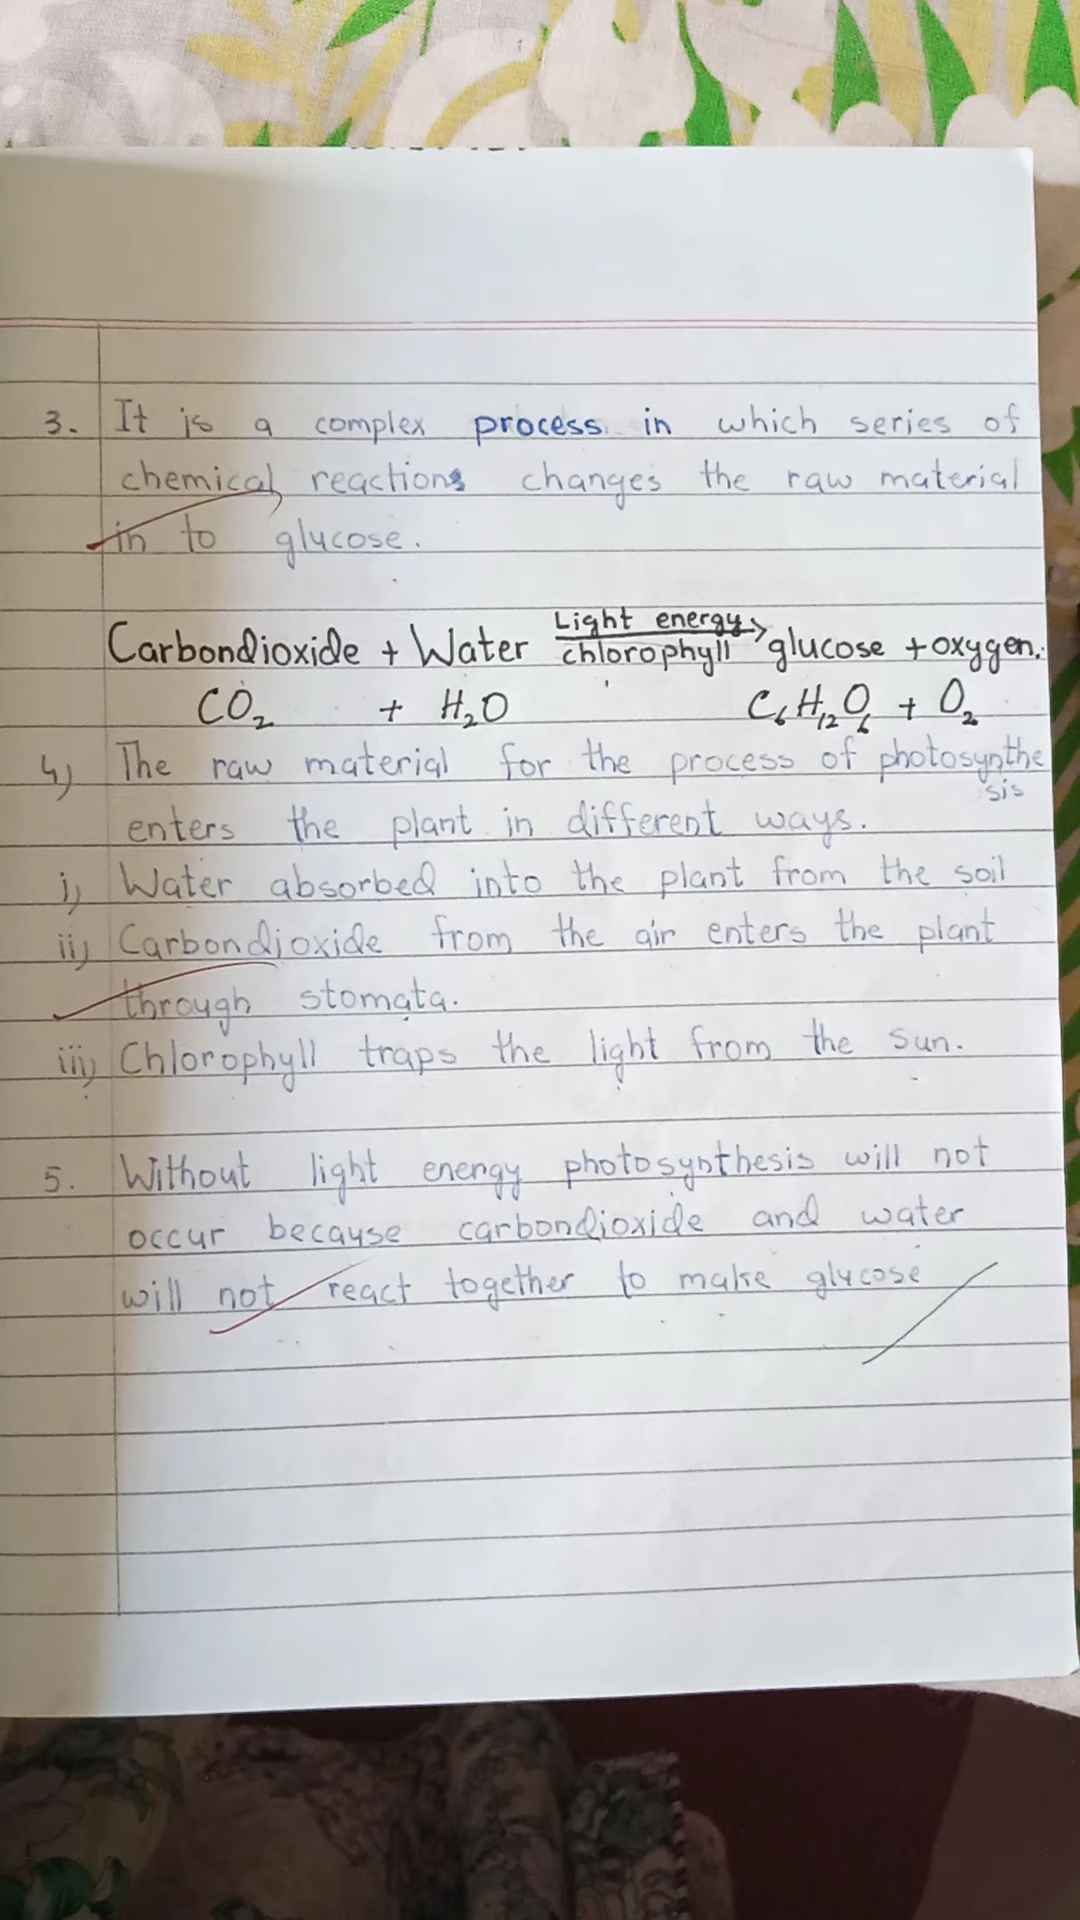 3. It is a complex process in which series of
chemical reactions changes the raw material
in to glucose.
Light energy
Carbondioxide + Water chlorophyll > glucose + oxygen.
CO₂ + H₂O C₆H₁₂O₆ + O₂
4) The raw material for the process of photosynthe
sis
enters the plant in different ways.
i) Water absorbed into the plant from the soil
ii) Carbondioxide from the air enters the plant
through stomata.
iii) Chlorophyll traps the light from the sun.
5. Without light energy photosynthesis will not
occur because carbondioxide and water
will not react together to make glucose